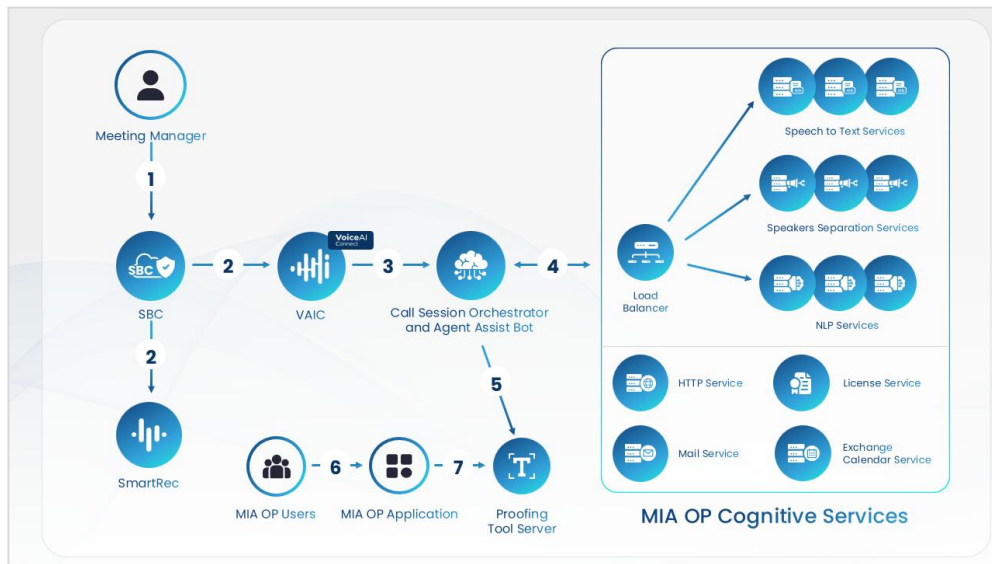 Meeting Manager
1
SBC
SBC
2
VoiceAI
Connect
VAIC
3
Call Session Orchestrator
and Agent Assist Bot
4
Load
Balancer
Speech to Text Services
Speakers Separation Services
NLP Services
2
SmartRec
5
MIA OP Users
6
MIA OP Application
7
T
Proofing
Tool Server
HTTP Service
License Service
Mail Service
Exchange
Calendar Service
MIA OP Cognitive Services